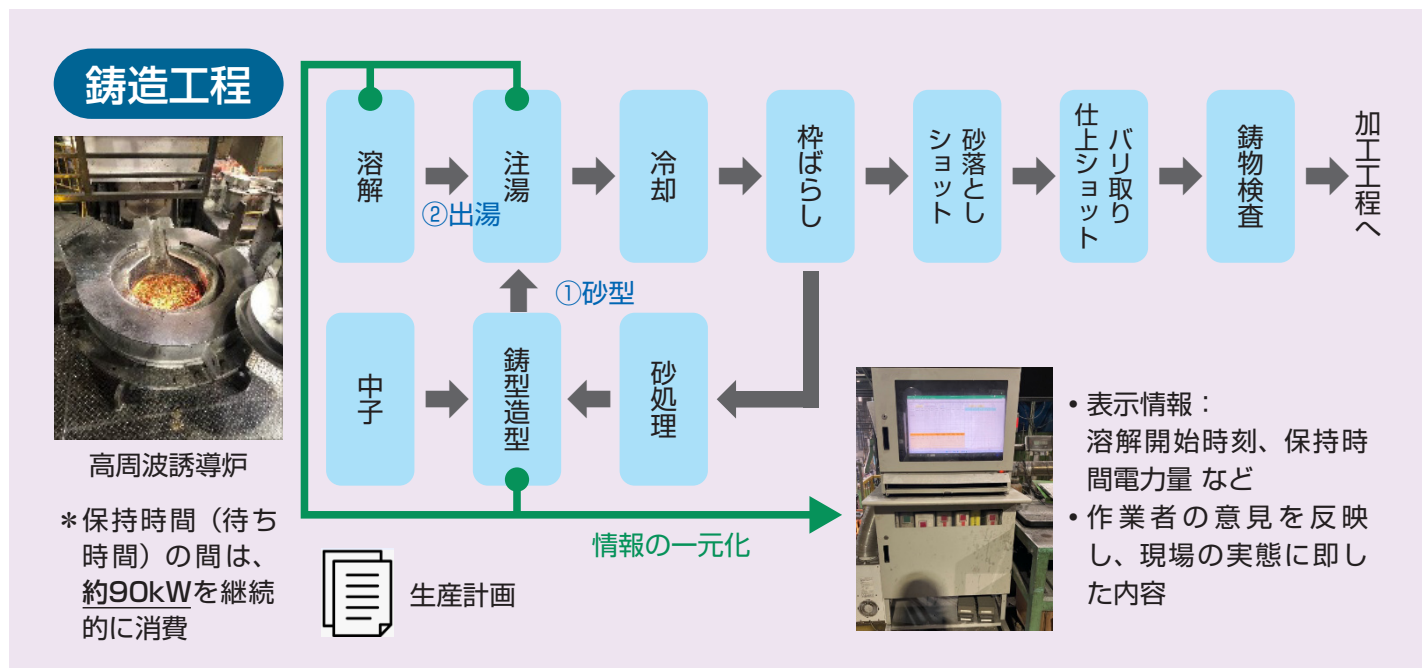 鋳造工程
高周波誘導炉
＊保持時間（待ち
時間）の間は、
約90kWを継続
的に消費
溶解
②出湯
注湯
冷却
枠ばらし
砂落とし
ショット
バリ取り
仕上ショット
鋳物検査
加工工程へ
①砂型
中子
鋳型造型
砂処理
情報の一元化
生産計画
• 表示情報：
溶解開始時刻、保持時
間電力量 など
• 作業者の意見を反映
し、現場の実態に即し
た内容